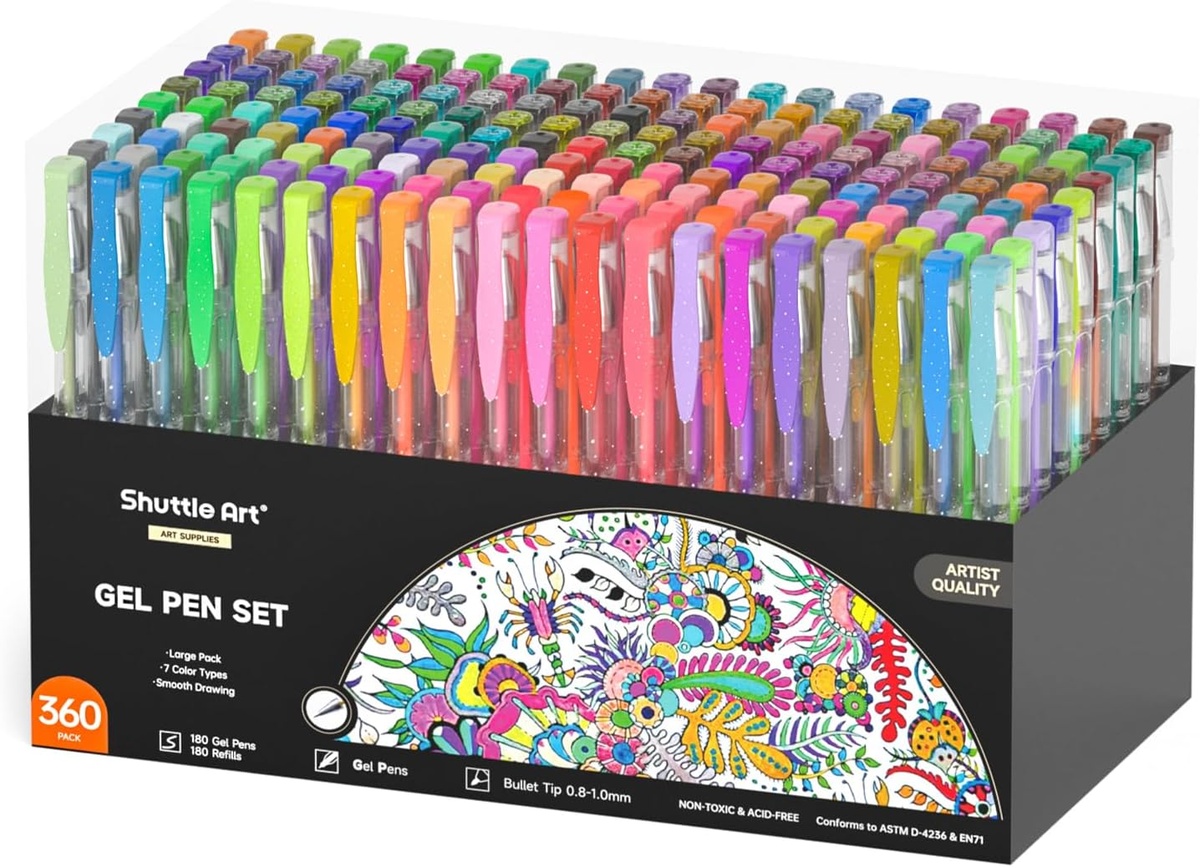 Shuttle Art®
ART SUPPLIES
GEL PEN SET
·Large Pack
·7 Color Types
·Smooth Drawing
360
PACK
180 Gel Pens
180 Refills
Gel Pens
Bullet Tip 0.8-1.0mm
NON-TOXIC & ACID-FREE
Conforms to ASTM D-4236 & EN71
ARTIST
QUALITY